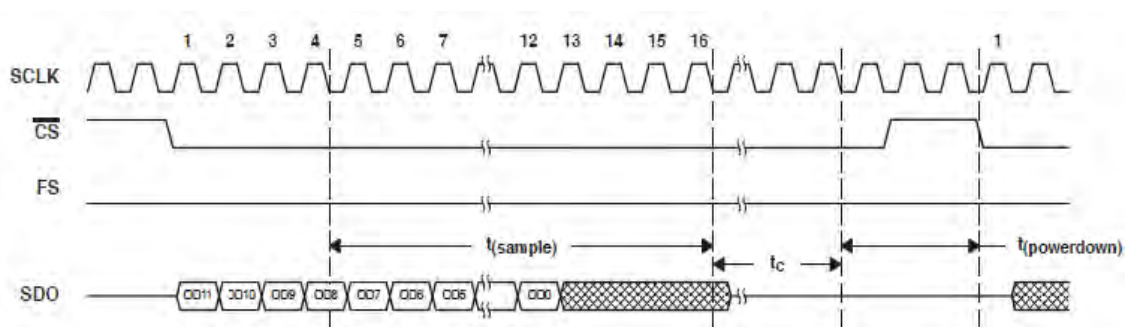 1 2 3 4 5 6 7 12 13 14 15 16 1
SCLK
CS
FS
t(sample) t(powerdown)
tc
SDO OD11 OD10 OD9 OD8 OD7 OD6 OD5 OD0